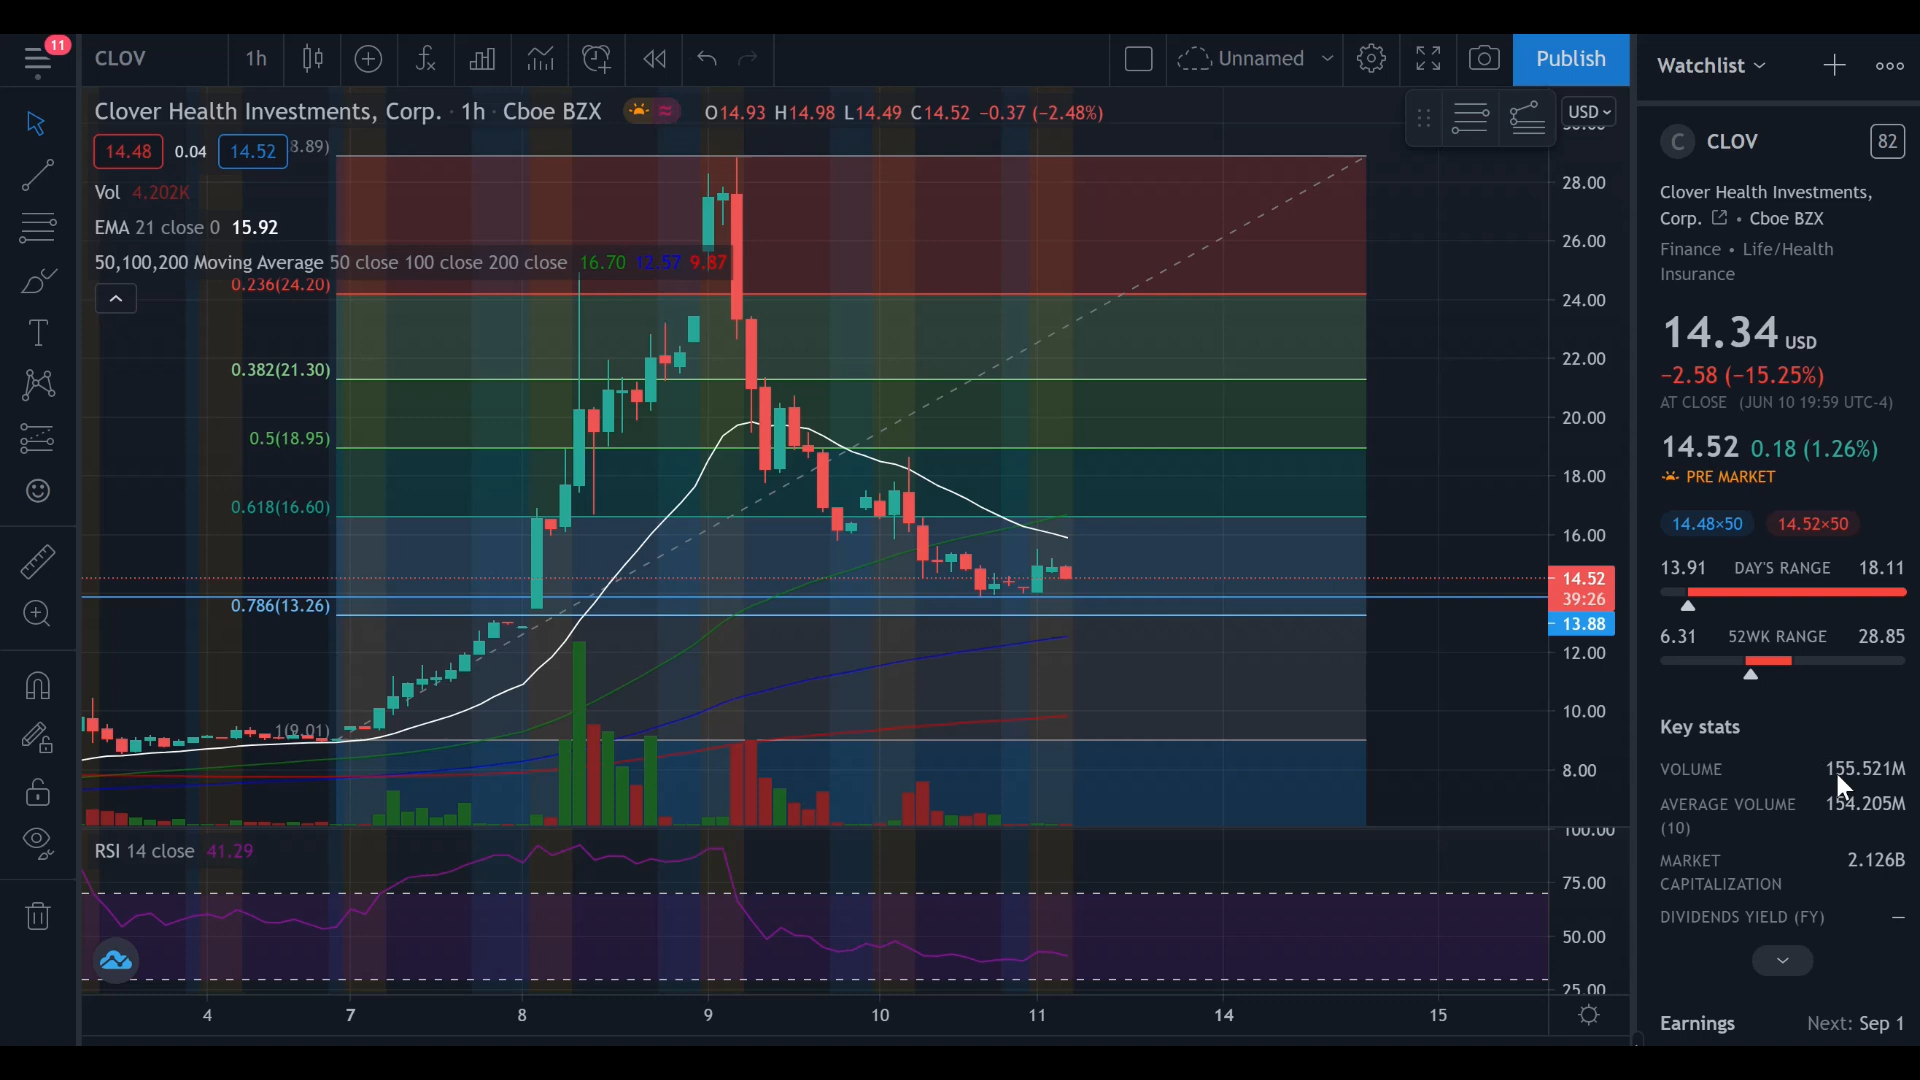 11
CLOV
1h
Unnamed
Publish
Watchlist
Clover Health Investments, Corp. · 1h · Cboe BZX
O14.93 H14.98 L14.49 C14.52 −0.37 (−2.48%)
USD
14.48 0.04 14.52
3.89)
Vol 4.202K
EMA 21 close 0 15.92
50,100,200 Moving Average 50 close 100 close 200 close 16.70 12.57 9.87
0.236(24.20)
0.382(21.30)
0.5(18.95)
0.618(16.60)
0.786(13.26)
1(9.01)
28.00
26.00
24.00
22.00
20.00
18.00
16.00
14.52
39:26
13.88
12.00
10.00
8.00
RSI 14 close 41.29
100.00
75.00
50.00
25.00
4 7 8 9 10 11 14 15
C CLOV 82
Clover Health Investments,
Corp. • Cboe BZX
Finance • Life/Health
Insurance
14.34 USD
−2.58 (−15.25%)
AT CLOSE (JUN 10 19:59 UTC-4)
14.52 0.18 (1.26%)
PRE MARKET
14.48×50 14.52×50
13.91 DAY'S RANGE 18.11
6.31 52WK RANGE 28.85
Key stats
VOLUME 155.521M
AVERAGE VOLUME 154.205M
(10)
MARKET 2.126B
CAPITALIZATION
DIVIDENDS YIELD (FY) —
Earnings Next: Sep 1